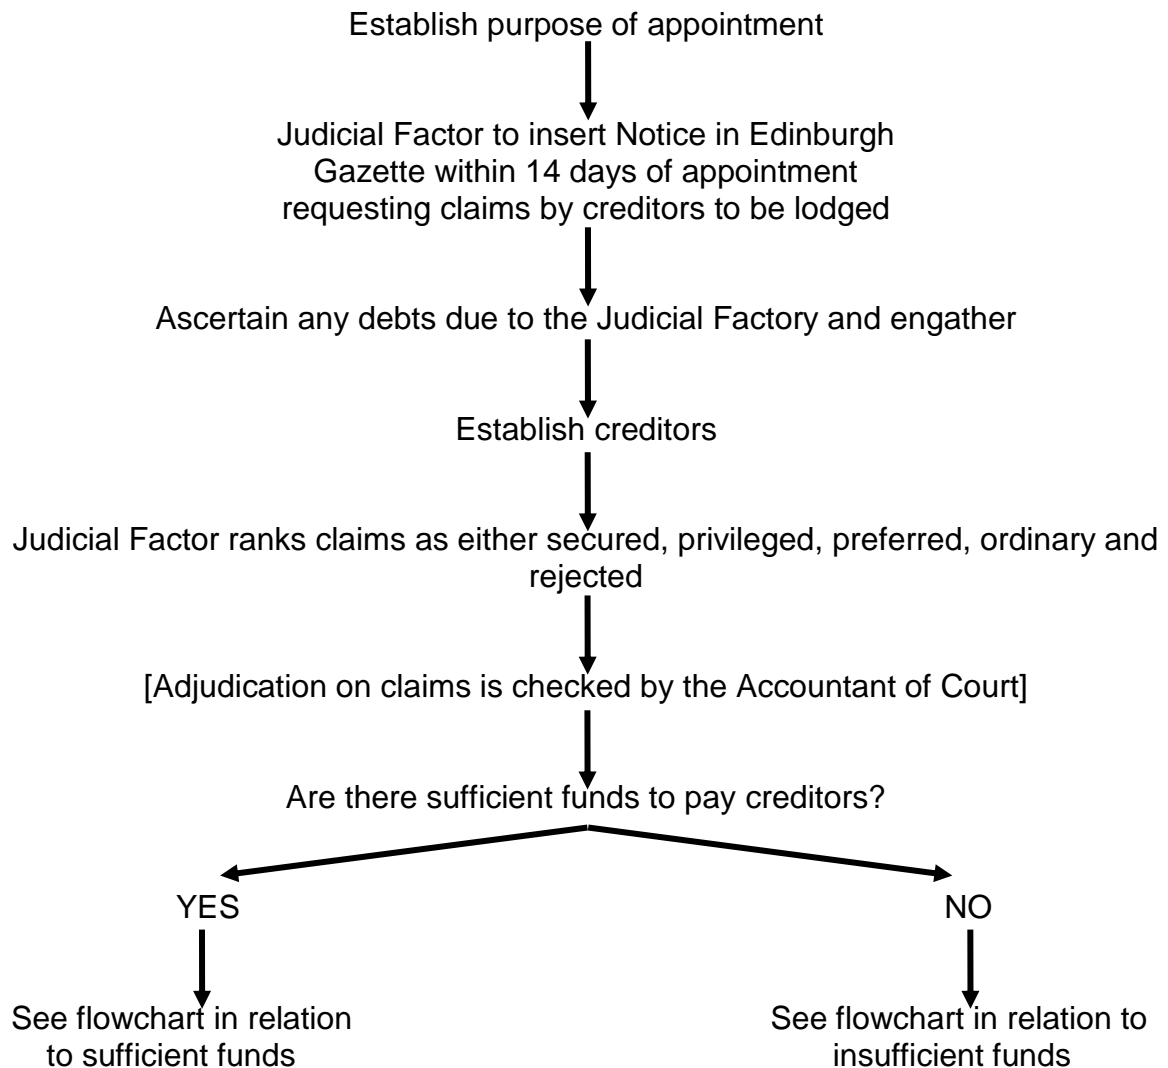 Establish purpose of appointment
Judicial Factor to insert Notice in Edinburgh
Gazette within 14 days of appointment
requesting claims by creditors to be lodged
Ascertain any debts due to the Judicial Factory and engather
Establish creditors
Judicial Factor ranks claims as either secured, privileged, preferred, ordinary and
rejected
[Adjudication on claims is checked by the Accountant of Court]
Are there sufficient funds to pay creditors?
YES
NO
See flowchart in relation
to sufficient funds
See flowchart in relation to
insufficient funds